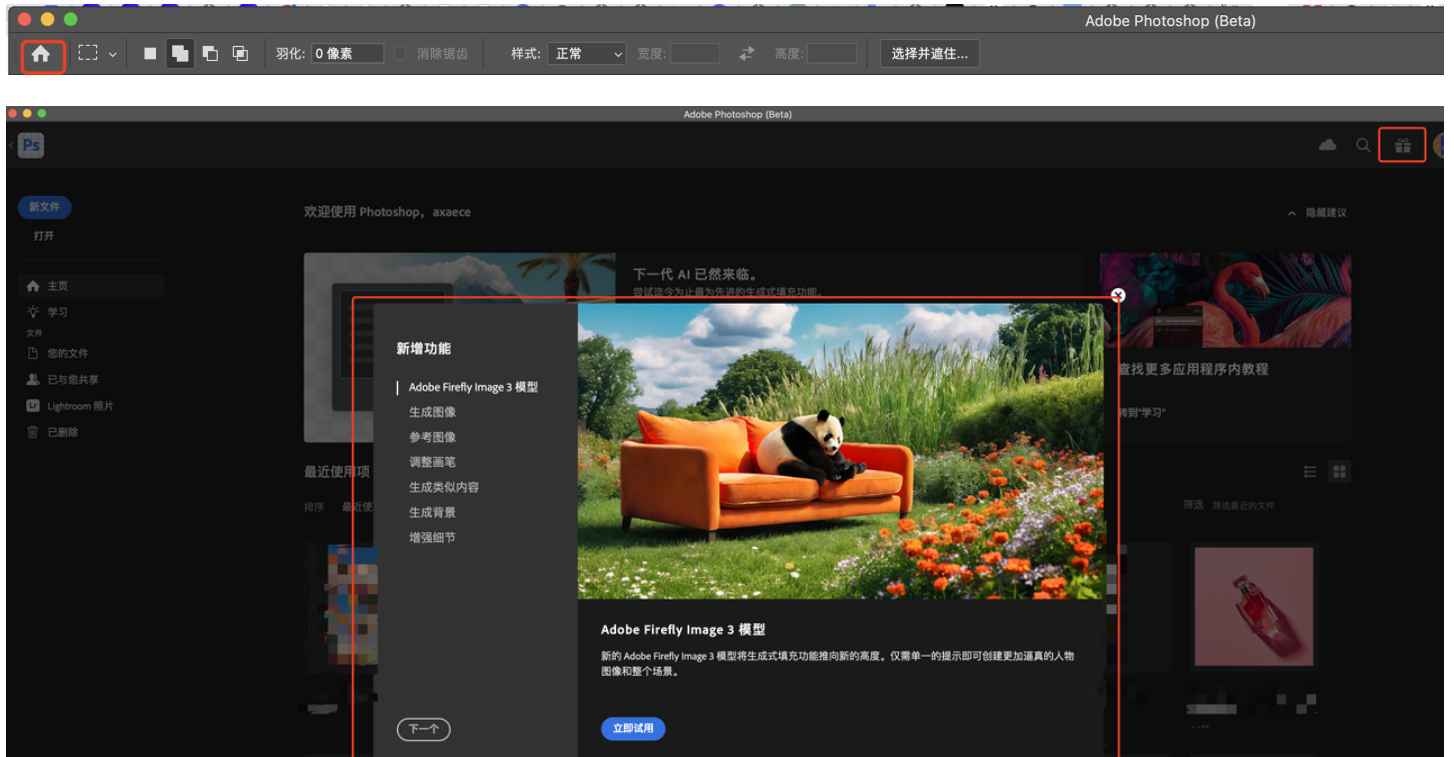 Adobe Photoshop (Beta)
羽化: 0 像素 消除锯齿 样式: 正常 宽度: 高度: 选择并遮住...
Adobe Photoshop (Beta)
Ps
新文件
打开
主页
学习
文件
您的文件
已与您共享
Lr Lightroom 照片
已删除
欢迎使用 Photoshop，axaece
隐藏建议
下一代 AI 已然来临。
尝试迄今为止最为先进的生成式填充功能。
查找更多应用程序内教程
转到"学习"
最近使用项
排序 最近使
筛选 筛选最近的文件
新增功能
Adobe Firefly Image 3 模型
生成图像
参考图像
调整画笔
生成类似内容
生成背景
增强细节
下一个
Adobe Firefly Image 3 模型
新的 Adobe Firefly Image 3 模型将生成式填充功能推向新的高度。仅需单一的提示即可创建更加逼真的人物
图像和整个场景。
立即试用